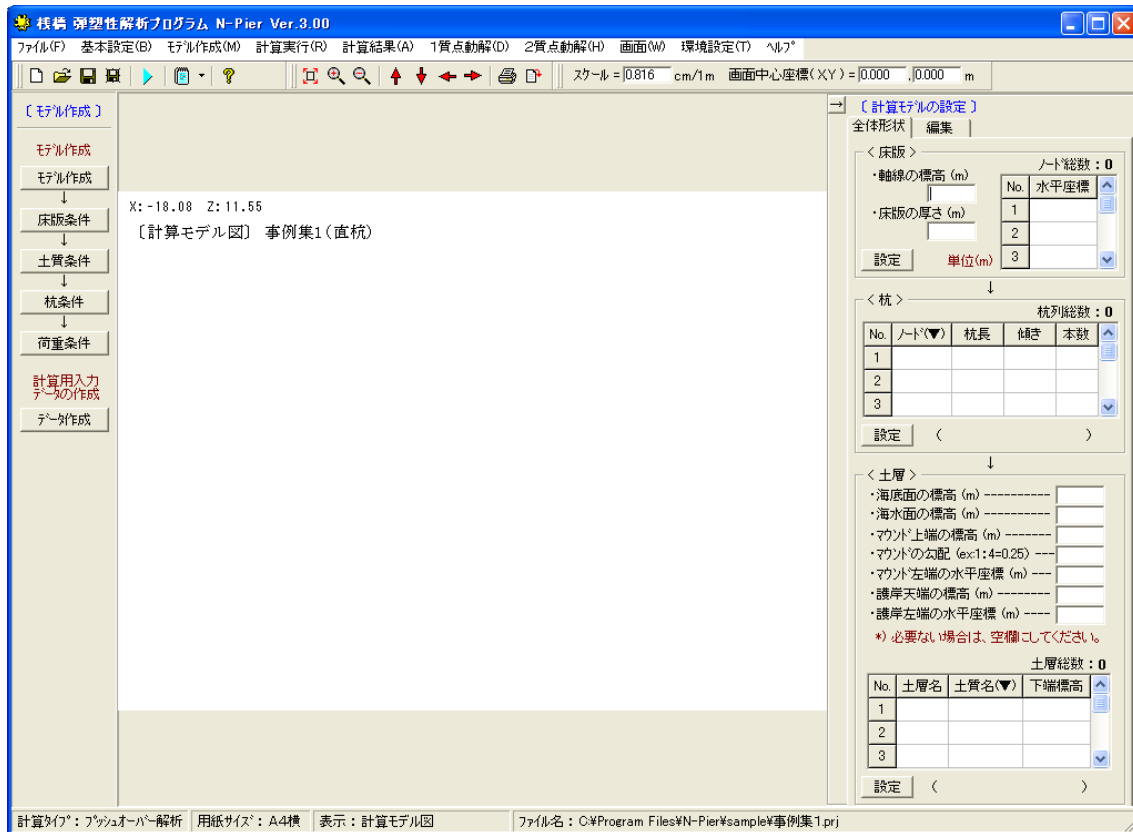 桟橋 弾塑性解析プログラム N-Pier Ver.3.00
ファイル(F) 基本設定(B) モデル作成(M) 計算実行(R) 計算結果(A) 1質点動解(D) 2質点動解(H) 画面(W) 環境設定(T) ヘルプ
スケール = 0.816 cm/1m 画面中心座標(X,Y) = 0.000 , 0.000 m
〔 モデル作成 〕
モデル作成
モデル作成
↓
床版条件
↓
土質条件
↓
杭条件
↓
荷重条件
計算用入力
データの作成
データ作成
X:-18.08 Z:11.55
〔計算モデル図〕 事例集1(直杭)
→
〔 計算モデルの設定 〕
全体形状 編集
< 床版 >
ノード総数 : 0
・軸線の標高 (m)
・床版の厚さ (m)
No. 水平座標
1
2
3
設定 単位(m)
↓
< 杭 >
杭列総数 : 0
No. ノード(▼) 杭長 傾き 本数
1
2
3
設定 ( )
↓
< 土層 >
・海底面の標高 (m) ----------
・海水面の標高 (m) ----------
・マウンド上端の標高 (m) -------
・マウンドの勾配 (ex:1:4=0.25) ---
・マウンド左端の水平座標 (m) ---
・護岸天端の標高 (m) --------
・護岸左端の水平座標 (m) ----
*) 必要ない場合は、空欄にしてください。
土層総数 : 0
No. 土層名 土質名(▼) 下端標高
1
2
3
設定 ( )
計算タイプ : プッシュオーバー解析 用紙サイズ : A4横 表示 : 計算モデル図 ファイル名 : C:¥Program Files¥N-Pier¥sample¥事例集1.prj